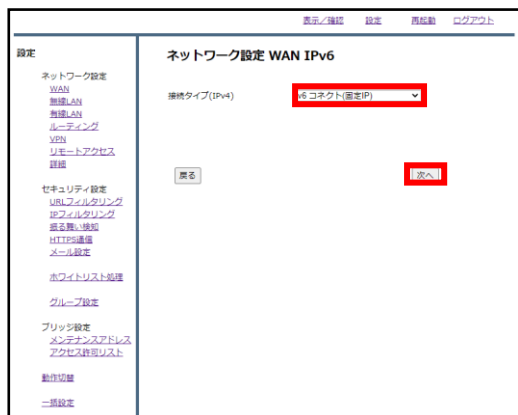 表示／確認 設定 再起動 ログアウト
設定
ネットワーク設定
WAN
無線LAN
有線LAN
ルーティング
VPN
リモートアクセス
詳細
セキュリティ設定
URLフィルタリング
IPフィルタリング
振る舞い検知
HTTPS通信
メール設定
ホワイトリスト処理
グループ設定
ブリッジ設定
メンテナンスアドレス
アクセス許可リスト
動作切替
一括設定
ネットワーク設定 WAN IPv6
接続タイプ(IPv4) v6 コネクト(固定IP)
戻る 次へ